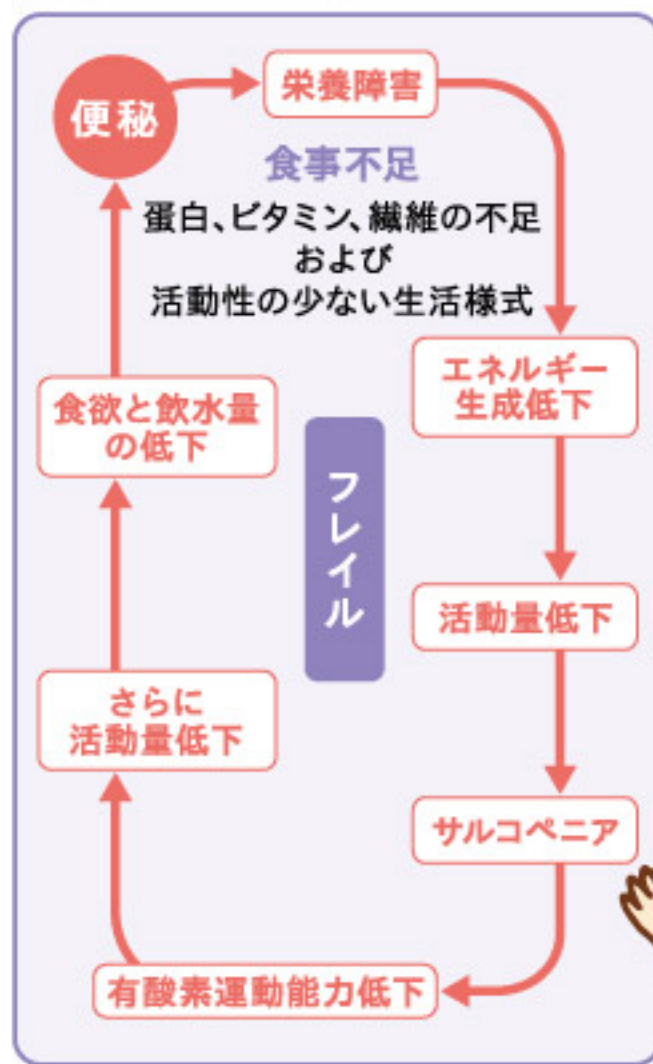 便秘
栄養障害
食事不足
蛋白、ビタミン、繊維の不足
および
活動性の少ない生活様式
エネルギー
生成低下
活動量低下
サルコペニア
有酸素運動能力低下
さらに
活動量低下
食欲と飲水量
の低下
フレイル